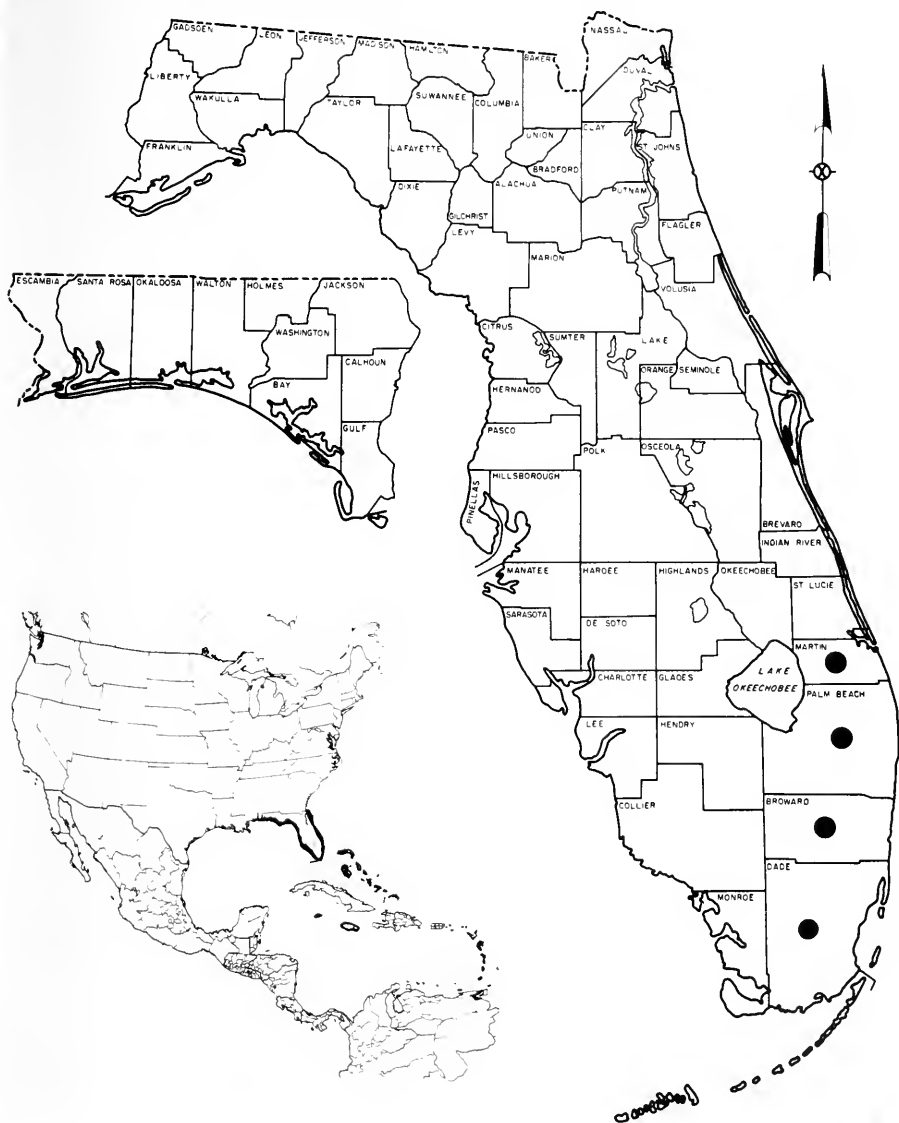 GADSDEN
LEON
JEFFERSON
MADISON
HAMILTON
BAKER
NASSAU
LIBERTY
WAKULLA
TAYLOR
SUWANNEE
COLUMBIA
DUVAL
FRANKLIN
LAFAYETTE
UNION
BRADFORD
CLAY
ST JOHNS
DIXIE
GILCHRIST
ALACHUA
PUTNAM
FLAGLER
LEVY
MARION
VOLUSIA
ESCAMBIA
SANTA ROSA
OKALOOSA
WALTON
HOLMES
JACKSON
WASHINGTON
BAY
CALHOUN
GULF
CITRUS
SUMTER
LAKE
ORANGE
SEMINOLE
HERNANDO
PASCO
POLK
OSCEOLA
HILLSBOROUGH
PINELLAS
BREVARD
INDIAN RIVER
MANATEE
HARDEE
HIGHLANDS
OKEECHOBEE
ST LUCIE
SARASOTA
DE SOTO
MARTIN
CHARLOTTE
GLADES
LAKE
OKEECHOBEE
PALM BEACH
LEE
HENDRY
COLLIER
BROWARD
DADE
MONROE